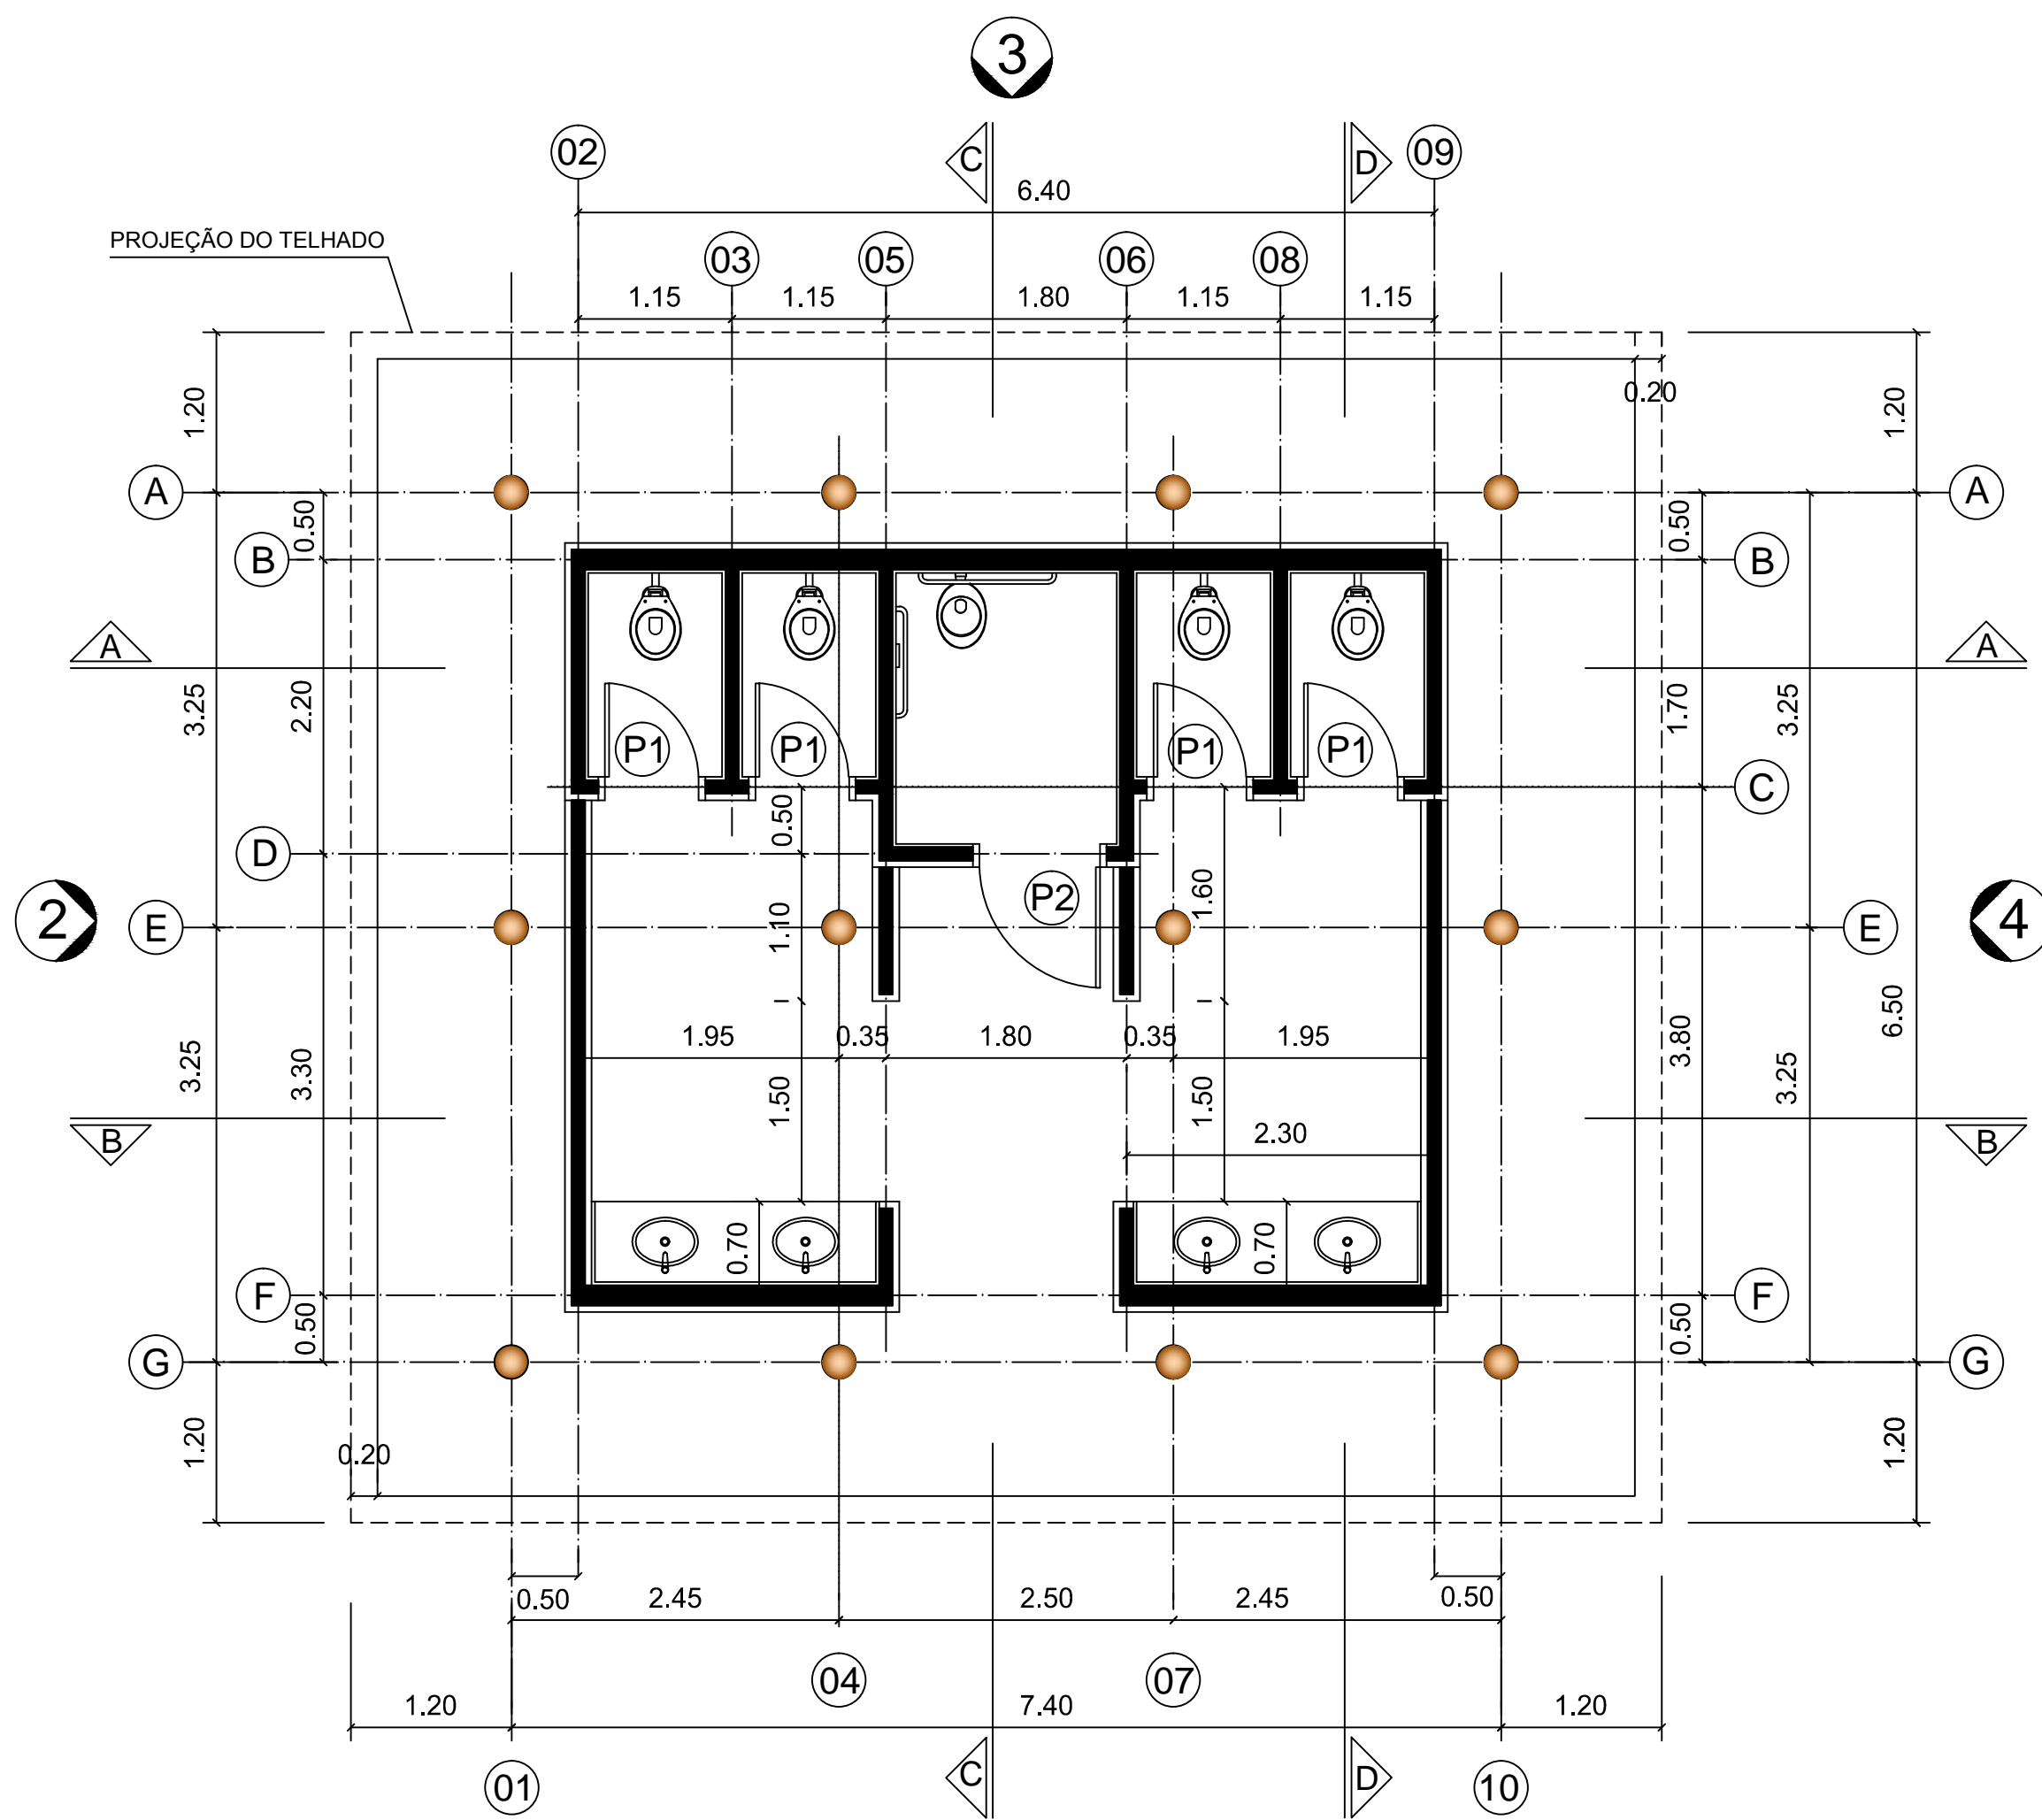 3
02
C
D
09
6.40
PROJEÇÃO DO TELHADO
03
05
06
08
1.15
1.15
1.80
1.15
1.15
1.20
0.20
1.20
A
0.50
0.50
A
B
B
A
A
3.25
2.20
1.70
3.25
P1
P1
P1
P1
C
0.50
D
2
E
P2
1.10
1.60
E
4
6.50
1.95
0.35
1.80
0.35
1.95
3.25
3.30
1.50
1.50
3.80
3.25
2.30
B
B
0.70
0.70
F
F
0.50
0.50
G
G
1.20
0.20
1.20
0.50
2.45
2.50
2.45
0.50
04
07
1.20
7.40
1.20
01
C
D
10